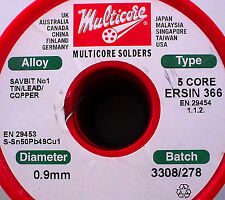 Multicore
MULTICORE SOLDERS
UK
AUSTRALIA
CANADA
CHINA
FINLAND
GERMANY
JAPAN
MALAYSIA
SINGAPORE
TAIWAN
USA
Alloy
SAVBIT No1
TIN/LEAD/
COPPER
EN 29453
S-Sn50Pb49Cu1
Type
5 CORE
ERSIN 366
EN 29454
1.1.2.
Diameter
0.9mm
Batch
3308/278